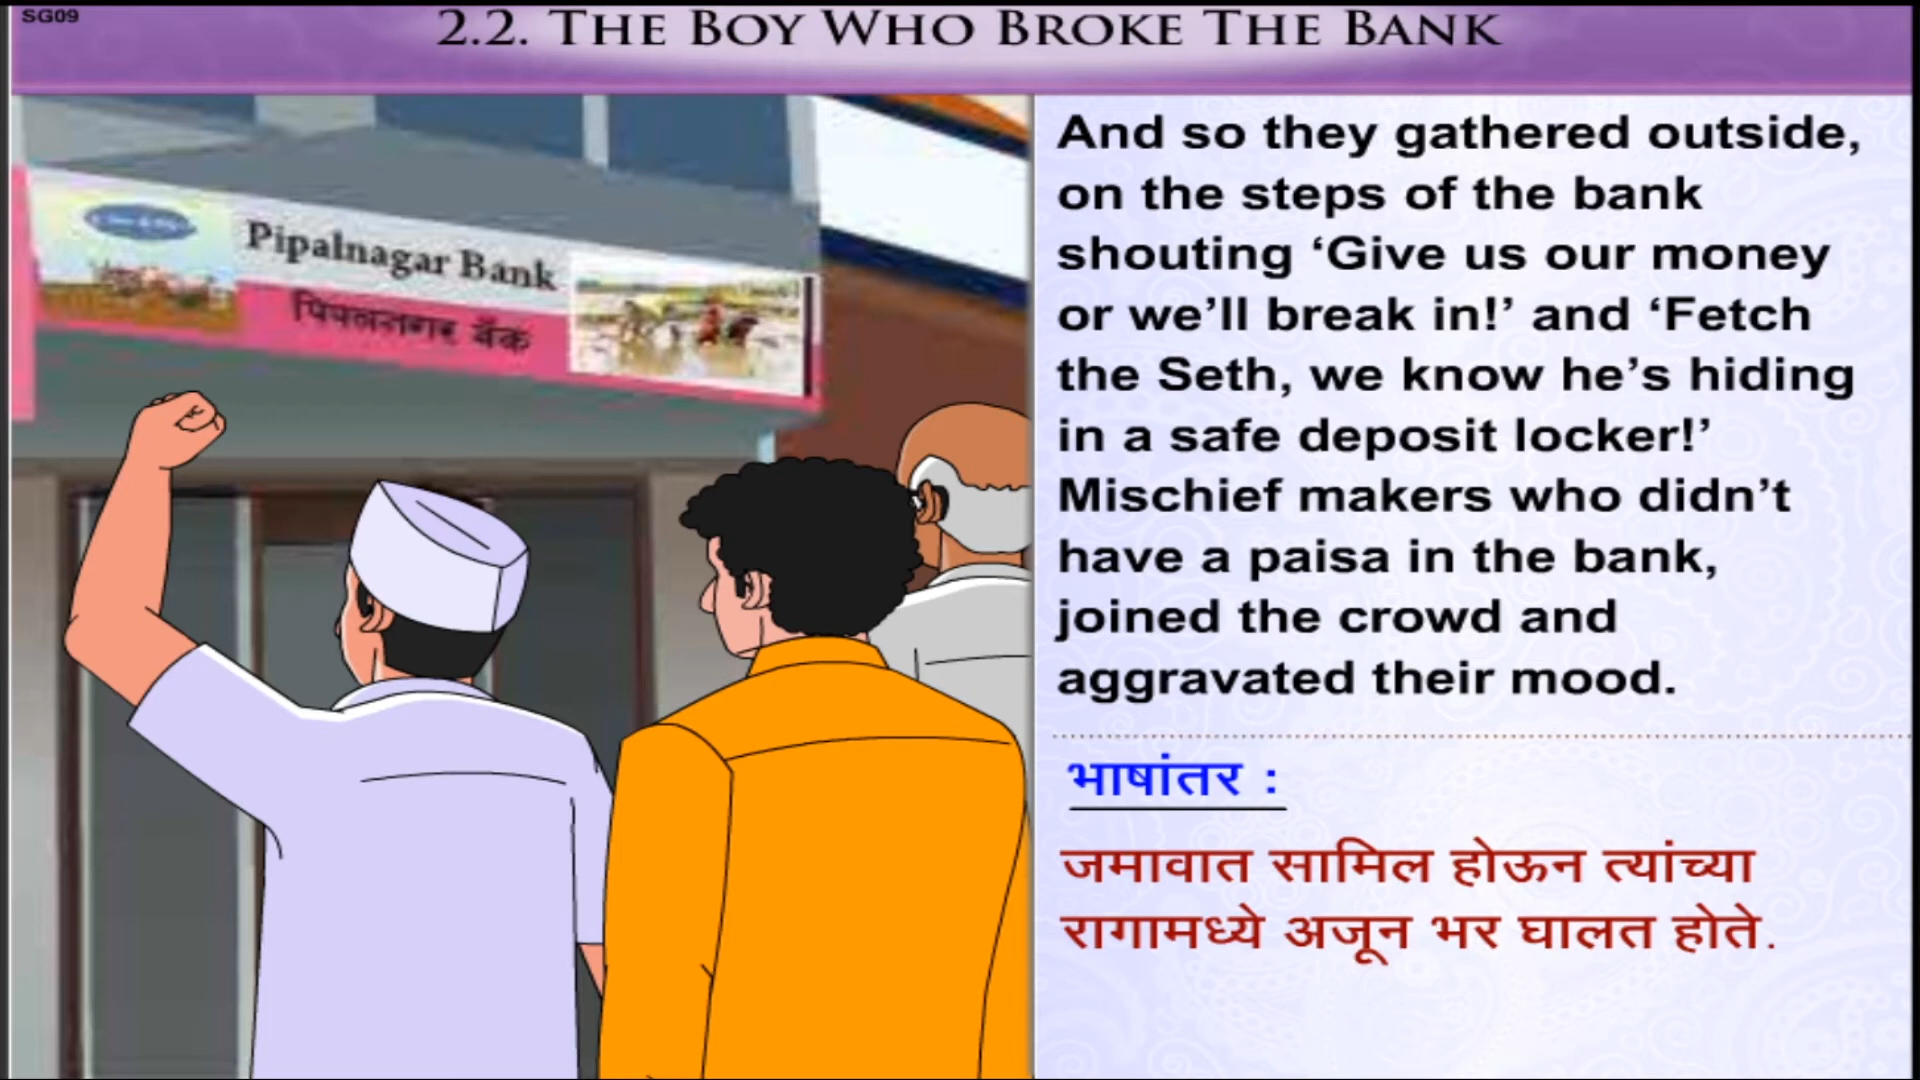 SG09
2.2. The Boy Who Broke The Bank
Pipalnagar Bank
पिपलनगर बँक
And so they gathered outside,
on the steps of the bank
shouting ‘Give us our money
or we’ll break in!’ and ‘Fetch
the Seth, we know he’s hiding
in a safe deposit locker!’
Mischief makers who didn’t
have a paisa in the bank,
joined the crowd and
aggravated their mood.
भाषांतर :
जमावात सामिल होऊन त्यांच्या
रागामध्ये अजून भर घालत होते.